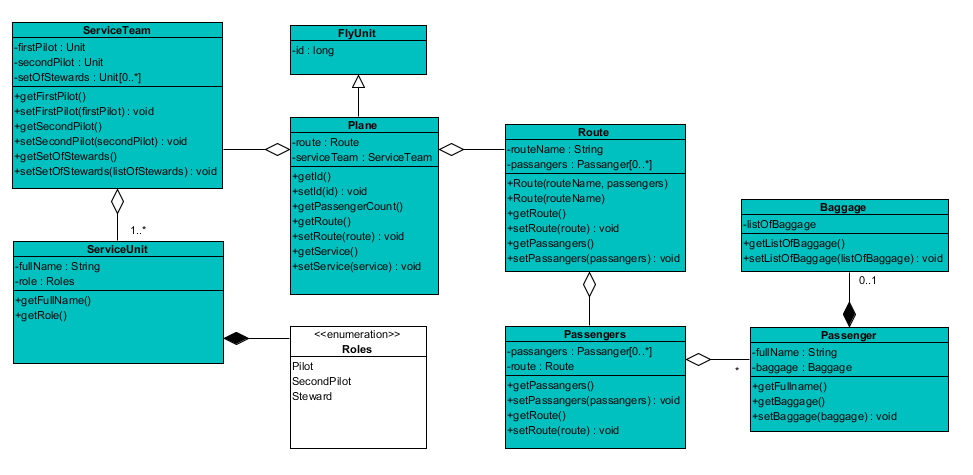 ServiceTeam
-firstPilot : Unit
-secondPilot : Unit
-setOfStewards : Unit[0..*]
+getFirstPilot()
+setFirstPilot(firstPilot) : void
+getSecondPilot()
+setSecondPilot(secondPilot) : void
+getSetOfStewards()
+setSetOfStewards(listOfStewards) : void
FlyUnit
-id : long
Plane
-route : Route
-serviceTeam : ServiceTeam
+getId()
+setId(id) : void
+getPassengerCount()
+getRoute()
+setRoute(route) : void
+getService()
+setService(service) : void
Route
-routeName : String
-passangers : Passanger[0..*]
+Route(routeName, passengers)
+Route(routeName)
+getRoute()
+setRoute(route) : void
+getPassangers()
+setPassangers(passangers) : void
Baggage
-listOfBaggage
+getListOfBaggage()
+setListOfBaggage(listOfBaggage) : void
1..*
0..1
ServiceUnit
-fullName : String
-role : Roles
+getFullName()
+getRole()
<<enumeration>>
Roles
Pilot
SecondPilot
Steward
Passengers
-passangers : Passanger[0..*]
-route : Route
+getPassangers()
+setPassangers(passangers) : void
+getRoute()
+setRoute(route) : void
*
Passanger
-fullName : String
-baggage : Baggage
+getFullname()
+getBaggage()
+setBaggage(baggage) : void